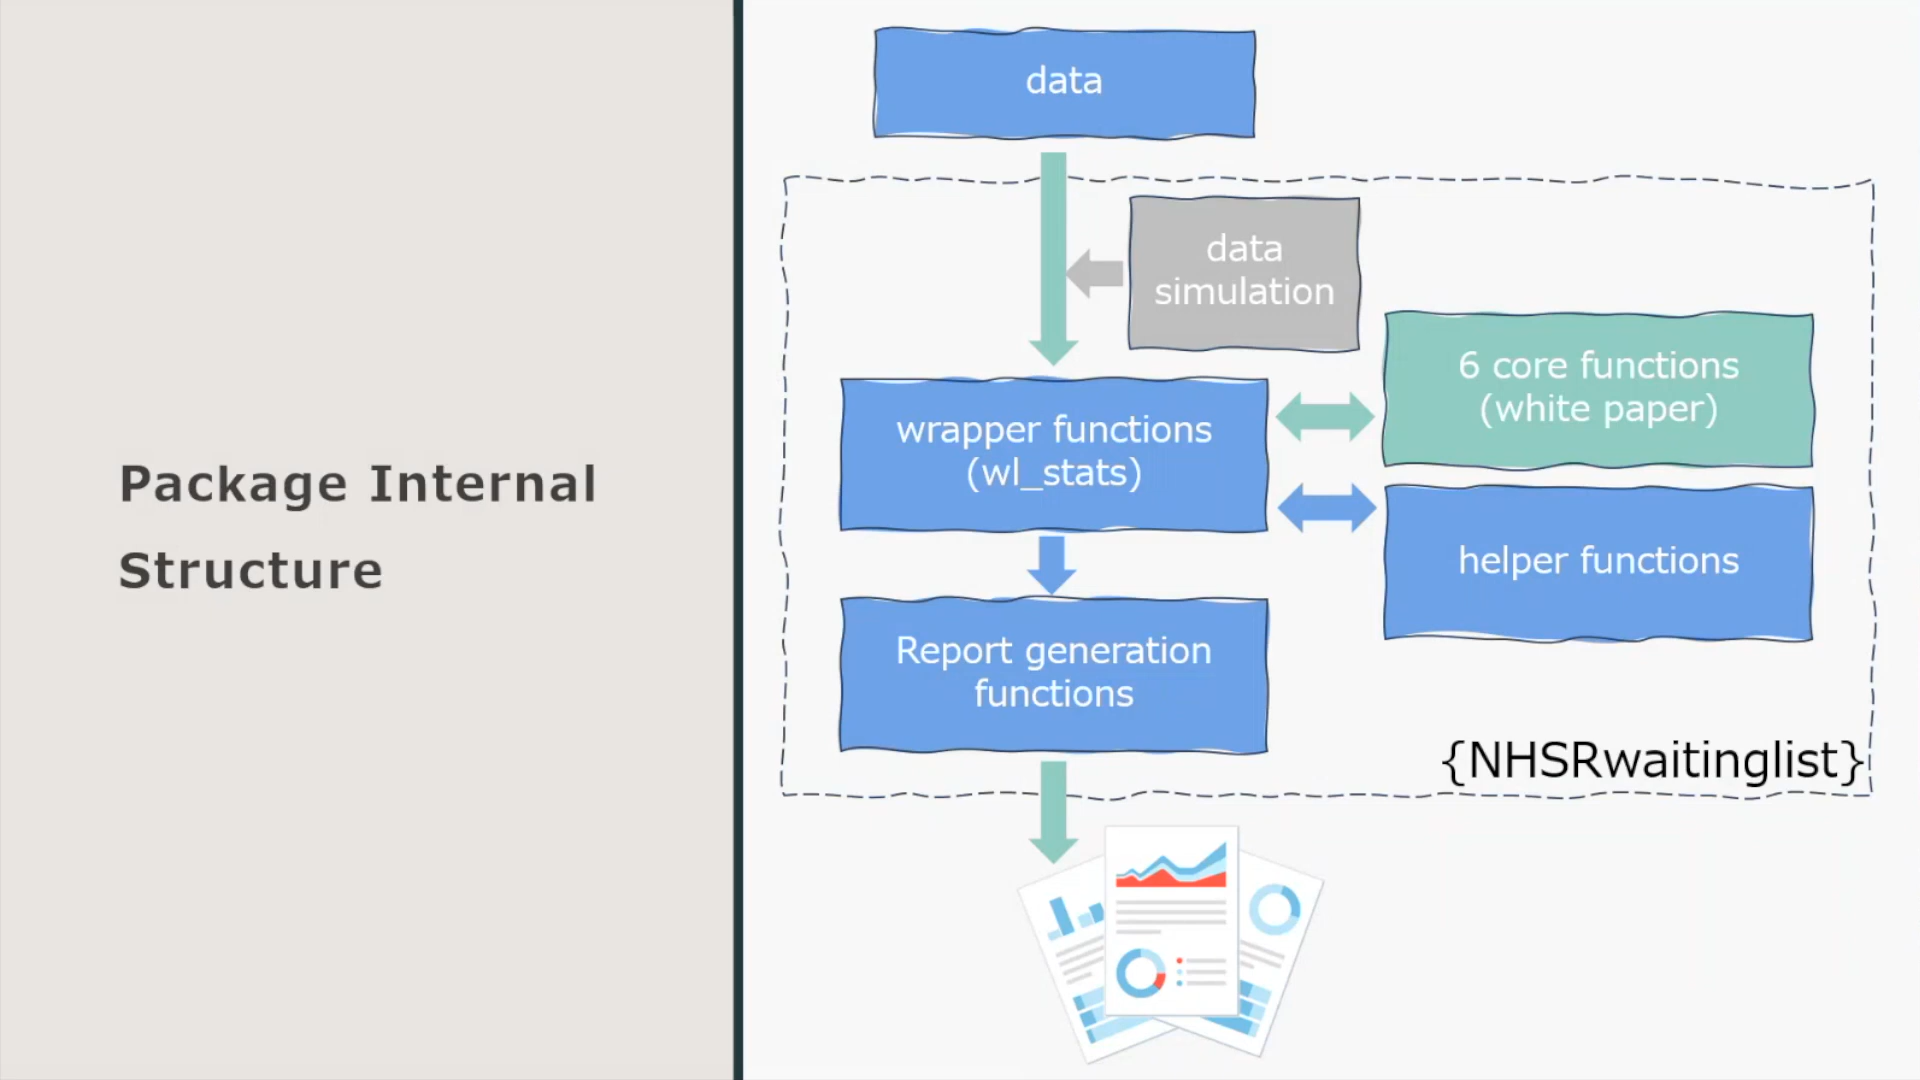 Package Internal
Structure
data
data
simulation
6 core functions
(white paper)
wrapper functions
(wl_stats)
helper functions
Report generation
functions
{NHSRwaitinglist}